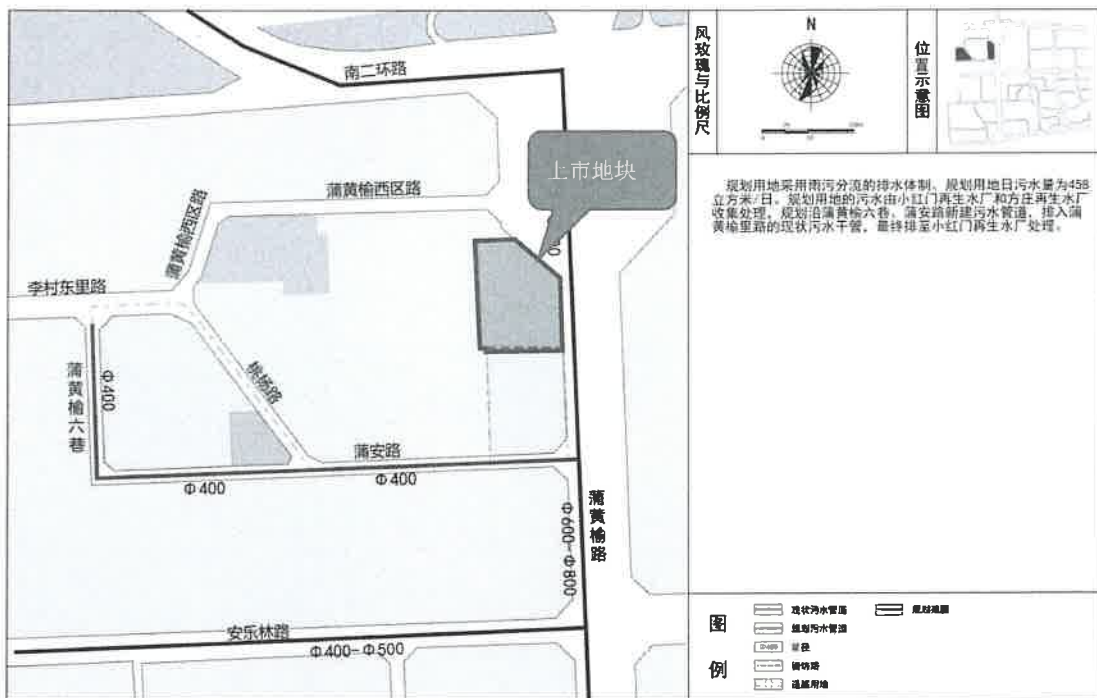 南二环路
上市地块
蒲黄榆西区路
蒲黄榆西区路
李村东里路
蒲黄榆六巷
Φ400
桃杨路
蒲安路
Φ400
Φ400
Φ600-Φ800
蒲黄榆路
安乐林路
Φ400-Φ500
风玫瑰与比例尺
N
位置示意图
规划用地采用雨污分流的排水体制。规划用地日污水量为458
立方米/日。规划用地的污水由小红门再生水厂和方庄再生水厂
收集处理。规划沿蒲黄榆六巷、蒲安路新建污水管道，排入蒲
黄榆里路的现状污水干管，最终排至小红门再生水厂处理。
图例
现状污水管道
规划污水管道
管径